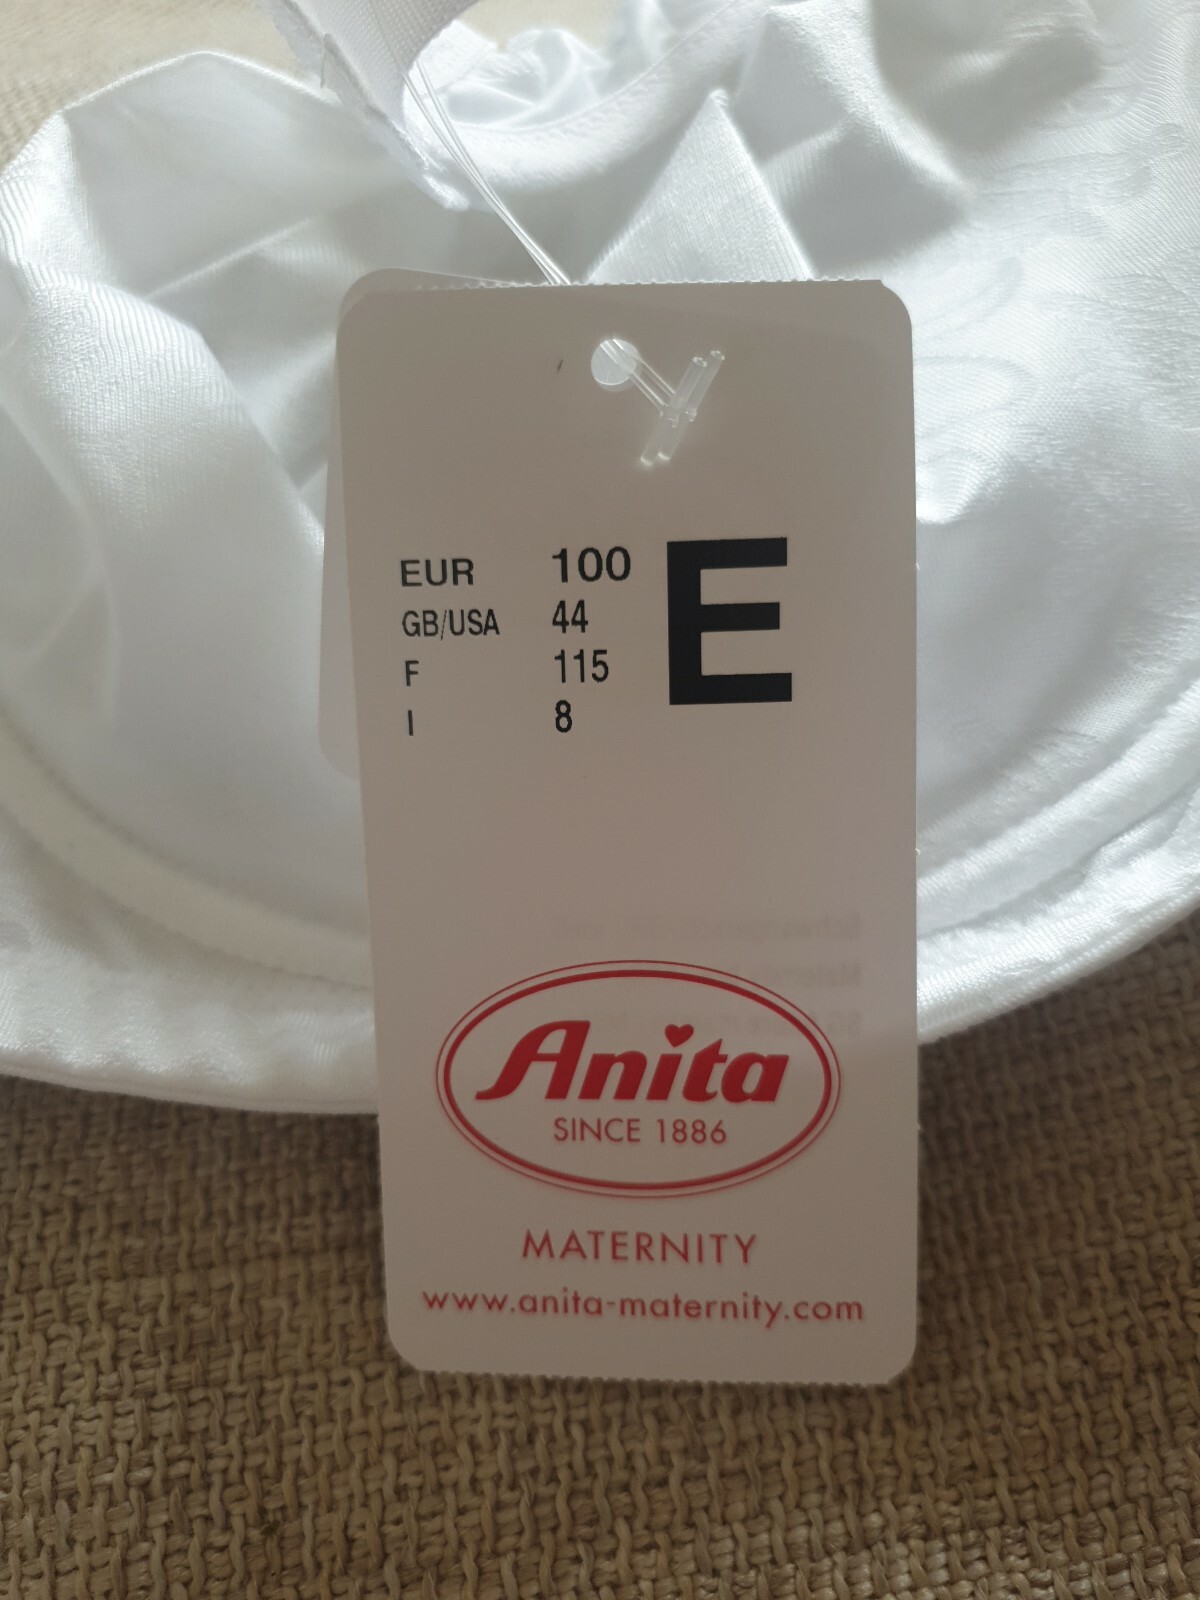 EUR 100 E
GB/USA 44
F 115
I 8
Anita
SINCE 1886
MATERNITY
www.anita-maternity.com